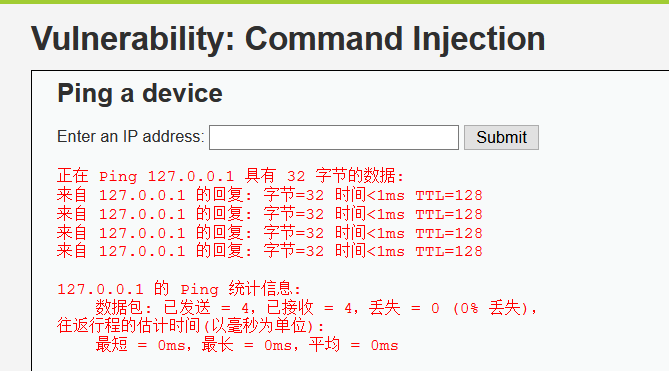 Vulnerability: Command Injection
Ping a device
Enter an IP address: Submit
正在 Ping 127.0.0.1 具有 32 字节的数据:
来自 127.0.0.1 的回复: 字节=32 时间<1ms TTL=128
来自 127.0.0.1 的回复: 字节=32 时间<1ms TTL=128
来自 127.0.0.1 的回复: 字节=32 时间<1ms TTL=128
来自 127.0.0.1 的回复: 字节=32 时间<1ms TTL=128
127.0.0.1 的 Ping 统计信息:
数据包: 已发送 = 4，已接收 = 4，丢失 = 0 (0% 丢失)，
往返行程的估计时间(以毫秒为单位):
最短 = 0ms，最长 = 0ms，平均 = 0ms